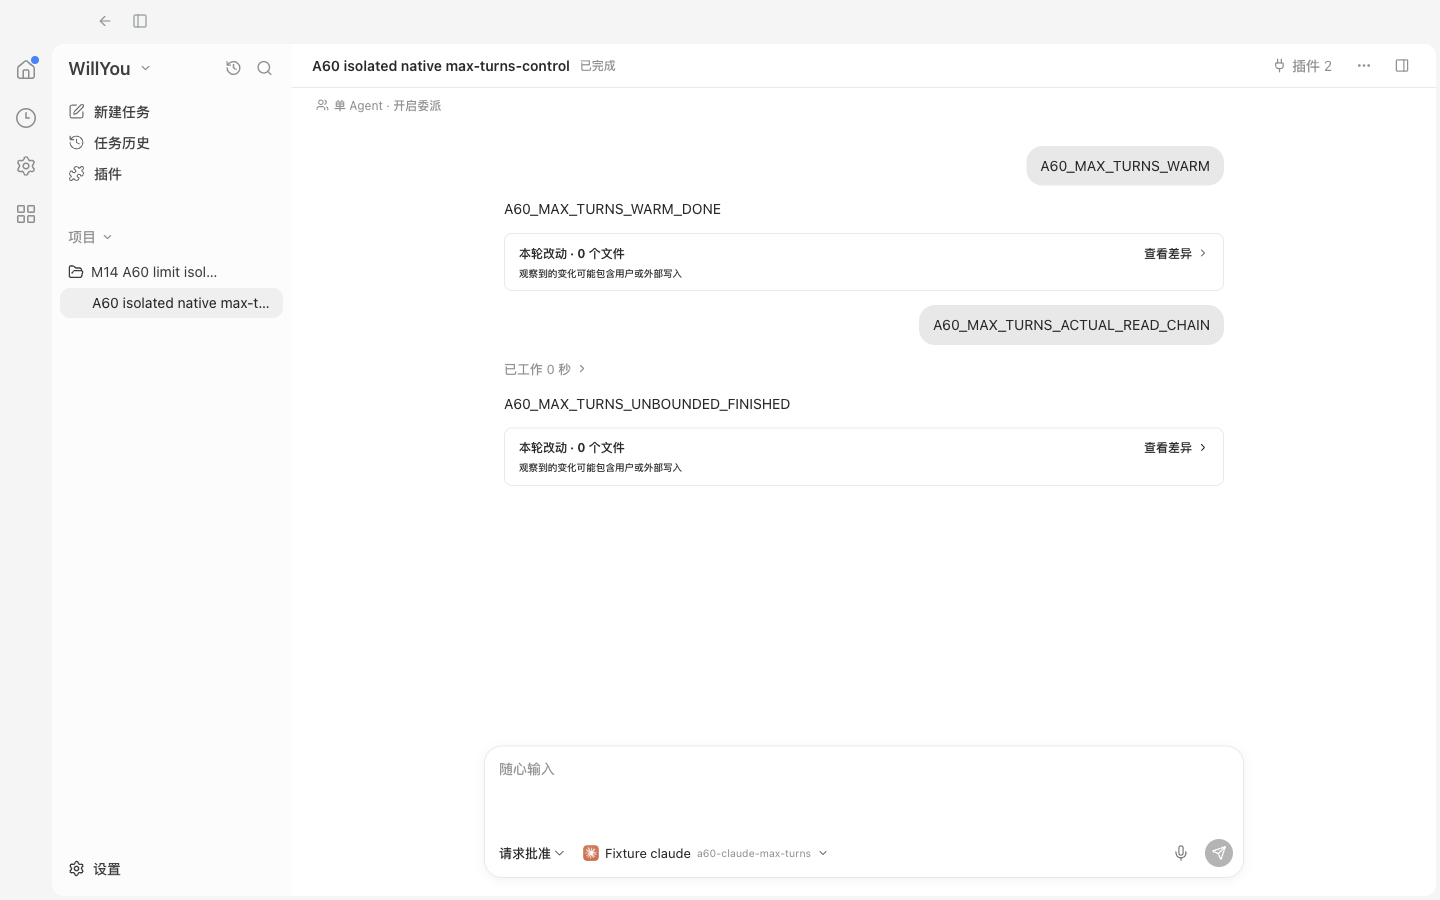 WillYou
新建任务
任务历史
插件
项目
M14 A60 limit isol...
A60 isolated native max-t...
设置
A60 isolated native max-turns-control 已完成
插件 2
单 Agent · 开启委派
A60_MAX_TURNS_WARM
A60_MAX_TURNS_WARM_DONE
本轮改动 · 0 个文件 查看差异
观察到的变化可能包含用户或外部写入
A60_MAX_TURNS_ACTUAL_READ_CHAIN
已工作 0 秒
A60_MAX_TURNS_UNBOUNDED_FINISHED
本轮改动 · 0 个文件 查看差异
观察到的变化可能包含用户或外部写入
随心输入
请求批准 Fixture claude a60-claude-max-turns